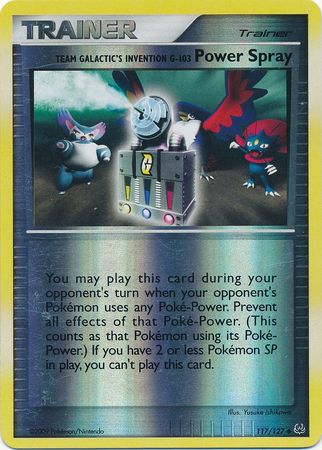 TRAINER
Trainer
TEAM GALACTIC'S INVENTION G-103 Power Spray
G
You may play this card during your
opponent's turn when your opponent's
Pokémon uses any Poké-Power. Prevent
all effects of that Poké-Power. (This
counts as that Pokémon using its Poké-
Power.) If you have 2 or less Pokémon SP
in play, you can't play this card.
Illus. Yusuke Ishikawa
©2009 Pokémon/Nintendo
117/127